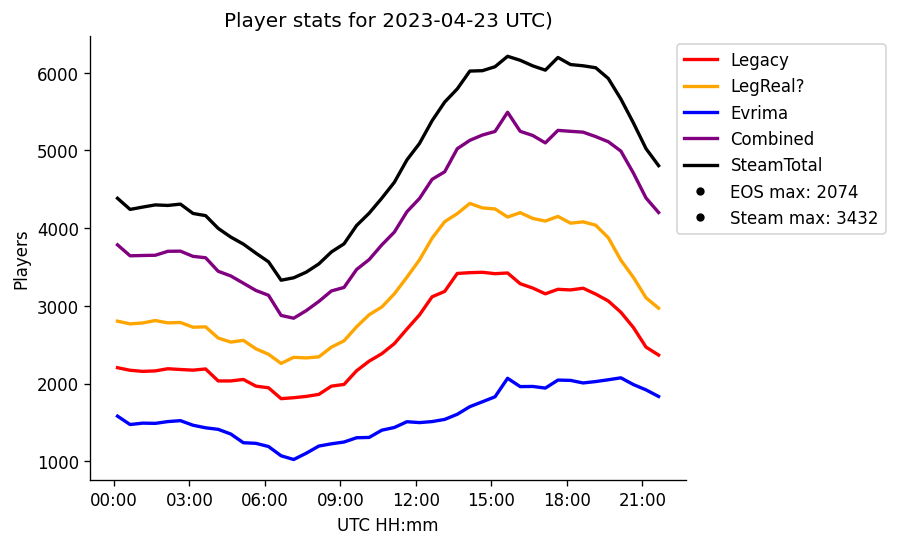 Player stats for 2023-04-23 UTC)
Players
6000
5000
4000
3000
2000
1000
00:00 03:00 06:00 09:00 12:00 15:00 18:00 21:00
UTC HH:mm
Legacy
LegReal?
Evrima
Combined
SteamTotal
EOS max: 2074
Steam max: 3432